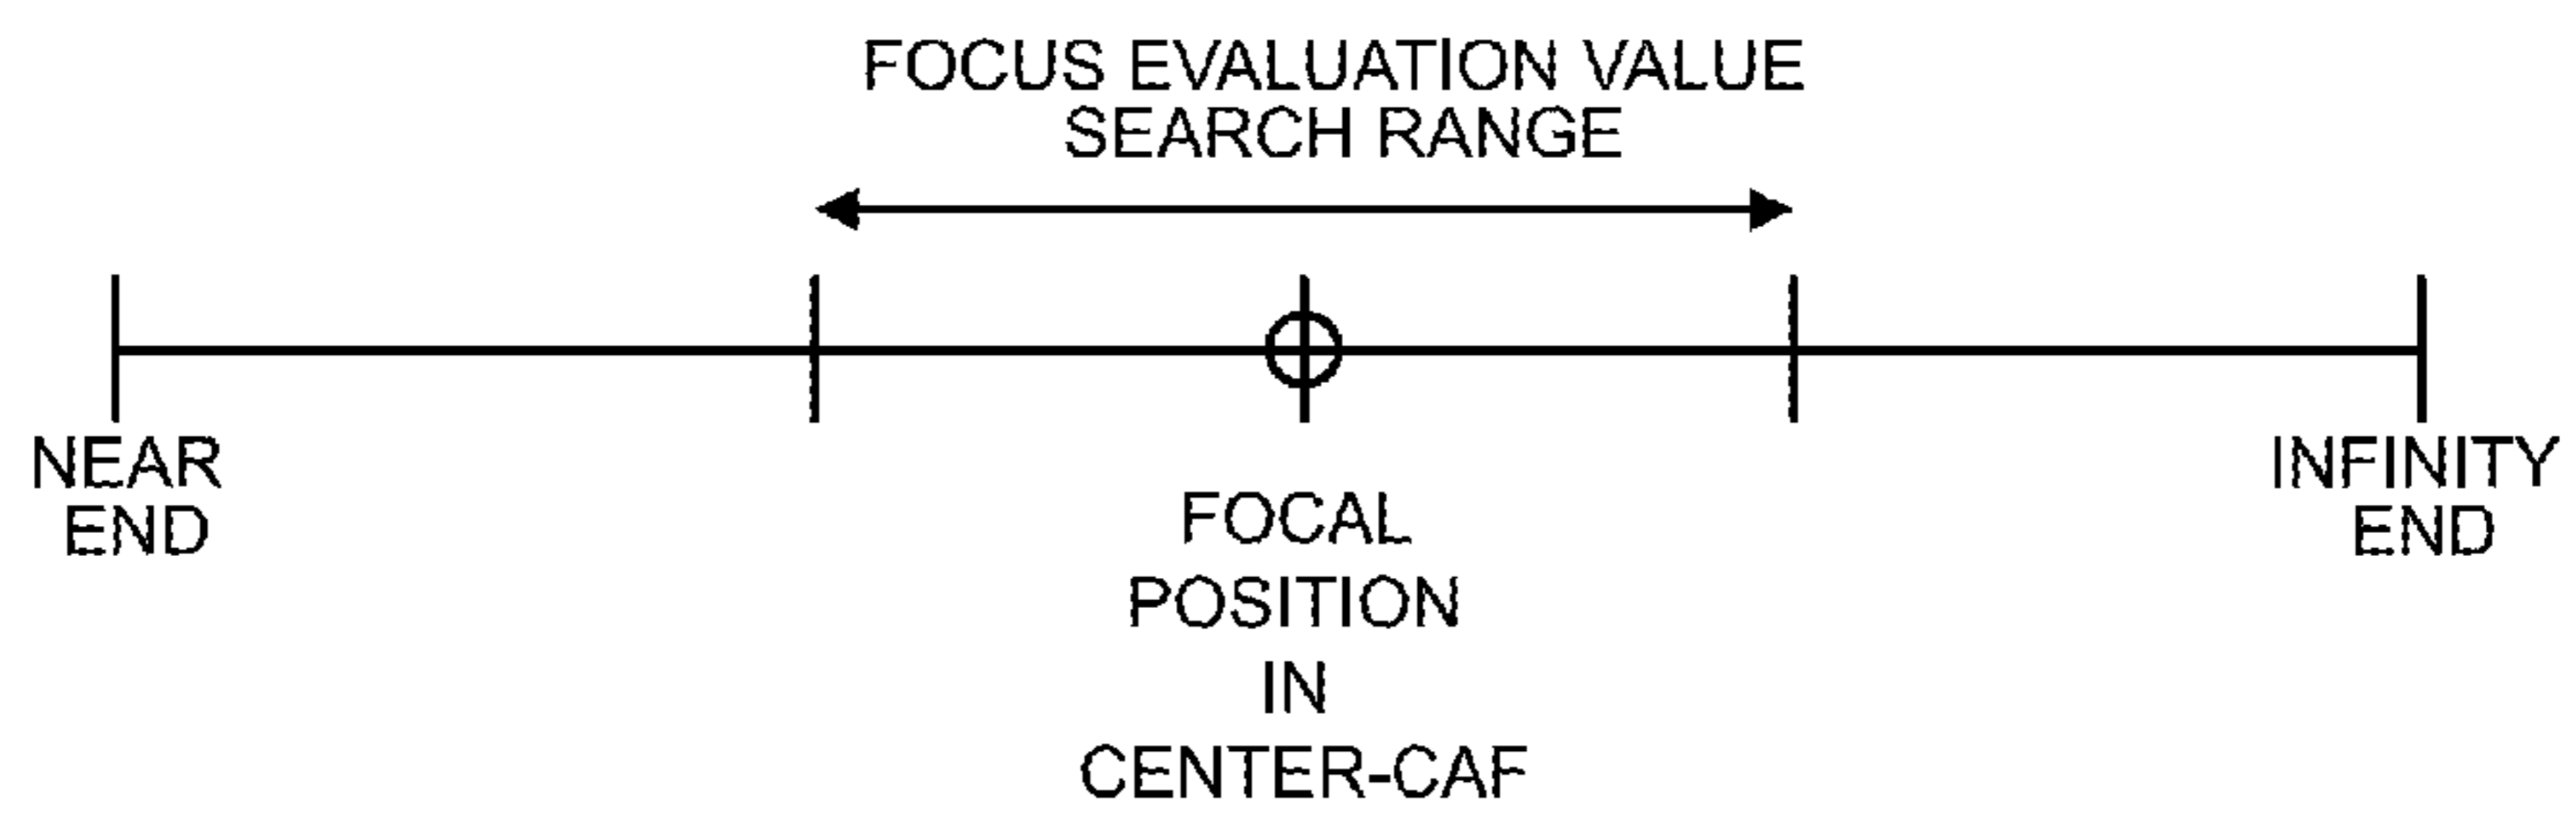 FOCUS EVALUATION VALUE
SEARCH RANGE
NEAR
END
INFINITY
END
FOCAL
POSITION
IN
CENTER-CAF